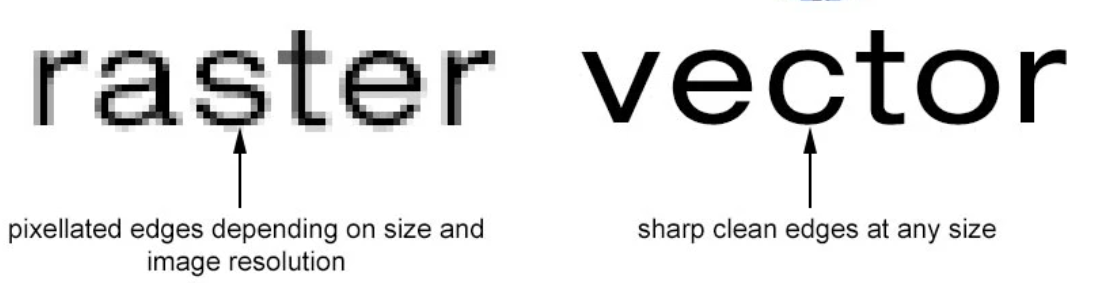 raster
vector
pixellated edges depending on size and
image resolution
sharp clean edges at any size